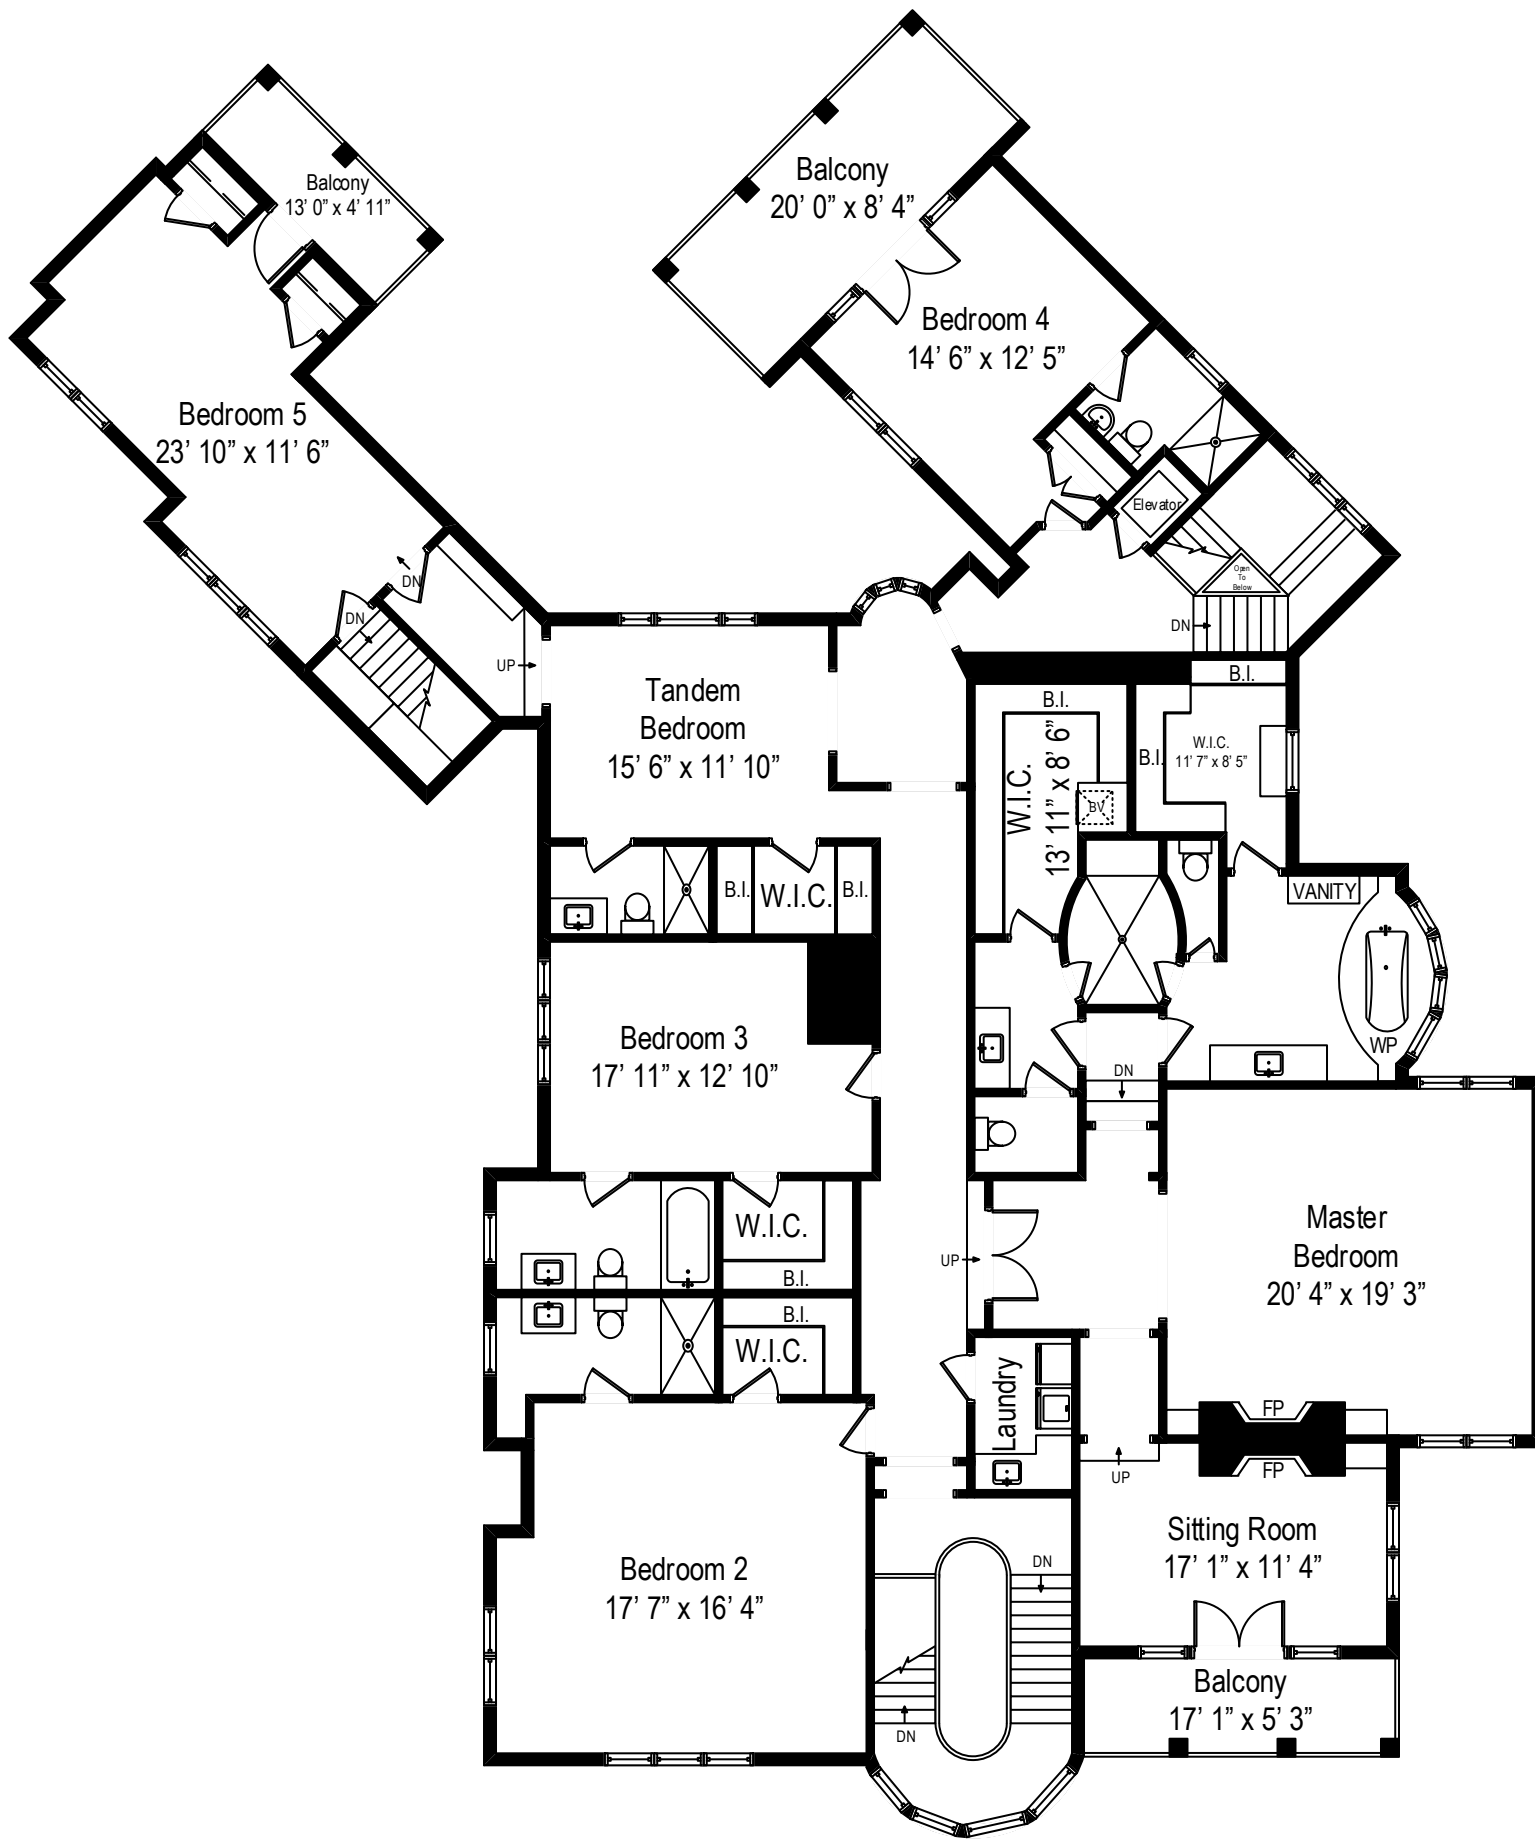 Balcony
20’ 0” x 8’ 4”
Balcony
13’ 0” x 4’ 11”
Bedroom 4
14’ 6” x 12’ 5”
Bedroom 5
23’ 10” x 11’ 6”
Elevator
Open
To
Below
DN
DN
DN
UP
B.I.
Tandem
Bedroom
15’ 6” x 11’ 10”
B.I.
W.I.C.
13’ 11” x 8’ 6”
BV
B.I.
W.I.C.
11’ 7” x 8’ 5”
B.I.
W.I.C.
B.I.
VANITY
WP
Bedroom 3
17’ 11” x 12’ 10”
DN
W.I.C.
B.I.
UP
Master
Bedroom
20’ 4” x 19’ 3”
B.I.
W.I.C.
Laundry
FP
FP
UP
Sitting Room
17’ 1” x 11’ 4”
Bedroom 2
17’ 7” x 16’ 4”
DN
DN
Balcony
17’ 1” x 5’ 3”